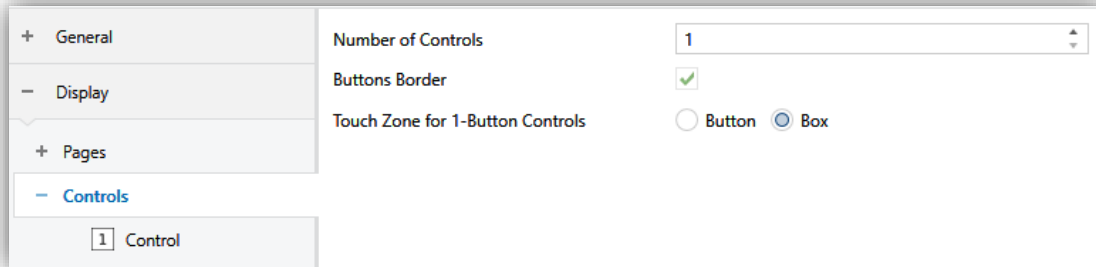 + General
− Display
+ Pages
− Controls
1 Control
Number of Controls 1
Buttons Border
Touch Zone for 1-Button Controls Button Box